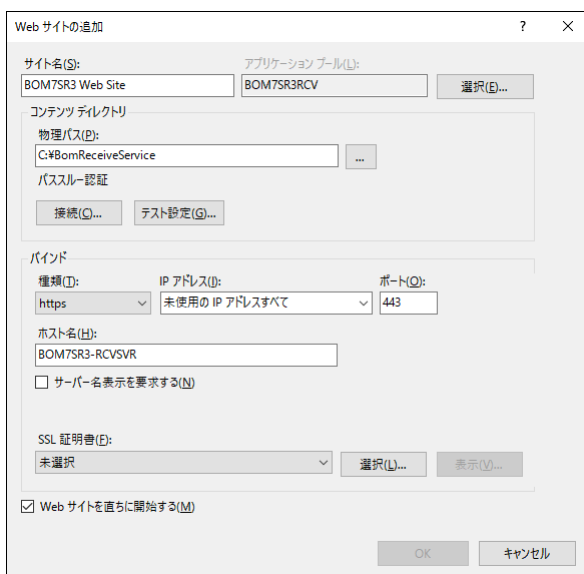 Web サイトの追加 ? ×
サイト名(S): アプリケーション プール(L):
BOM7SR3 Web Site BOM7SR3RCV 選択(E)...
コンテンツ ディレクトリ
物理パス(P):
C:¥BomReceiveService ...
パススルー認証
接続(C)... テスト設定(G)...
バインド
種類(T): IP アドレス(I): ポート(O):
https 未使用の IP アドレスすべて 443
ホスト名(H):
BOM7SR3-RCVSVR
サーバー名表示を要求する(N)
SSL 証明書(F):
未選択 選択(L)... 表示(V)...
Web サイトを直ちに開始する(M)
OK キャンセル